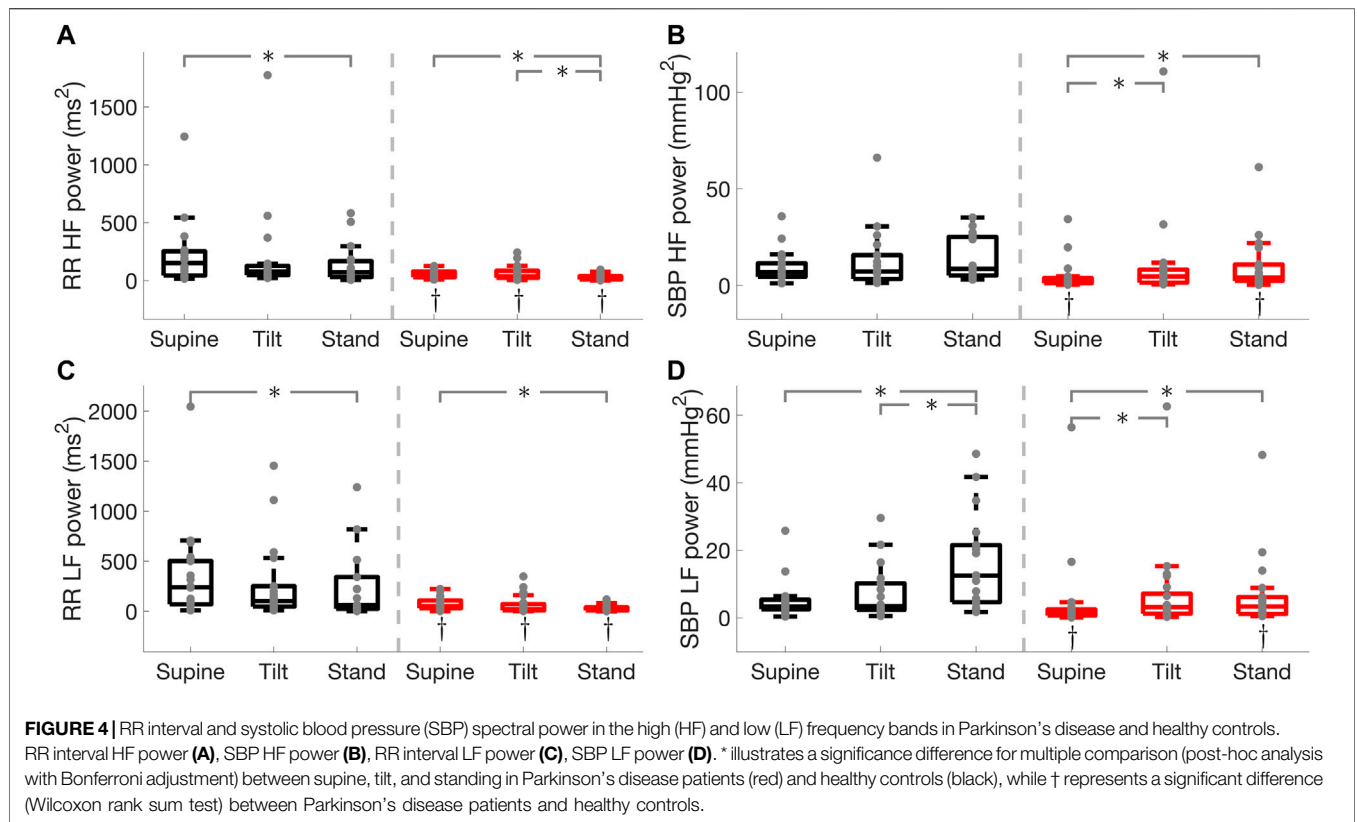 A
RR HF power (ms²)
1500
1000
500
0
*
*
*
†
†
†
Supine Tilt Stand Supine Tilt Stand
B
SBP HF power (mmHg²)
100
50
0
*
*
†
†
Supine Tilt Stand Supine Tilt Stand
C
RR LF power (ms²)
2000
1500
1000
500
0
*
*
†
†
†
Supine Tilt Stand Supine Tilt Stand
D
SBP LF power (mmHg²)
60
40
20
0
*
*
*
*
†
†
Supine Tilt Stand Supine Tilt Stand
FIGURE 4 | RR interval and systolic blood pressure (SBP) spectral power in the high (HF) and low (LF) frequency bands in Parkinson's disease and healthy controls.
RR interval HF power (A), SBP HF power (B), RR interval LF power (C), SBP LF power (D). * illustrates a significance difference for multiple comparison (post-hoc analysis
with Bonferroni adjustment) between supine, tilt, and standing in Parkinson's disease patients (red) and healthy controls (black), while † represents a significant difference
(Wilcoxon rank sum test) between Parkinson's disease patients and healthy controls.